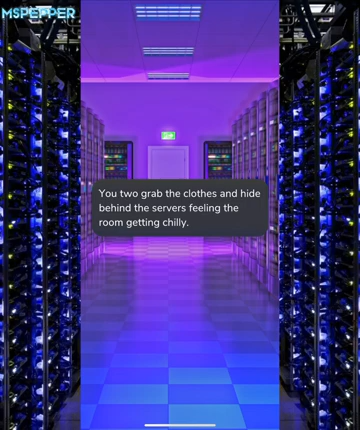 MSPEPPER
You two grab the clothes and hide
behind the servers feeling the
room getting chilly.